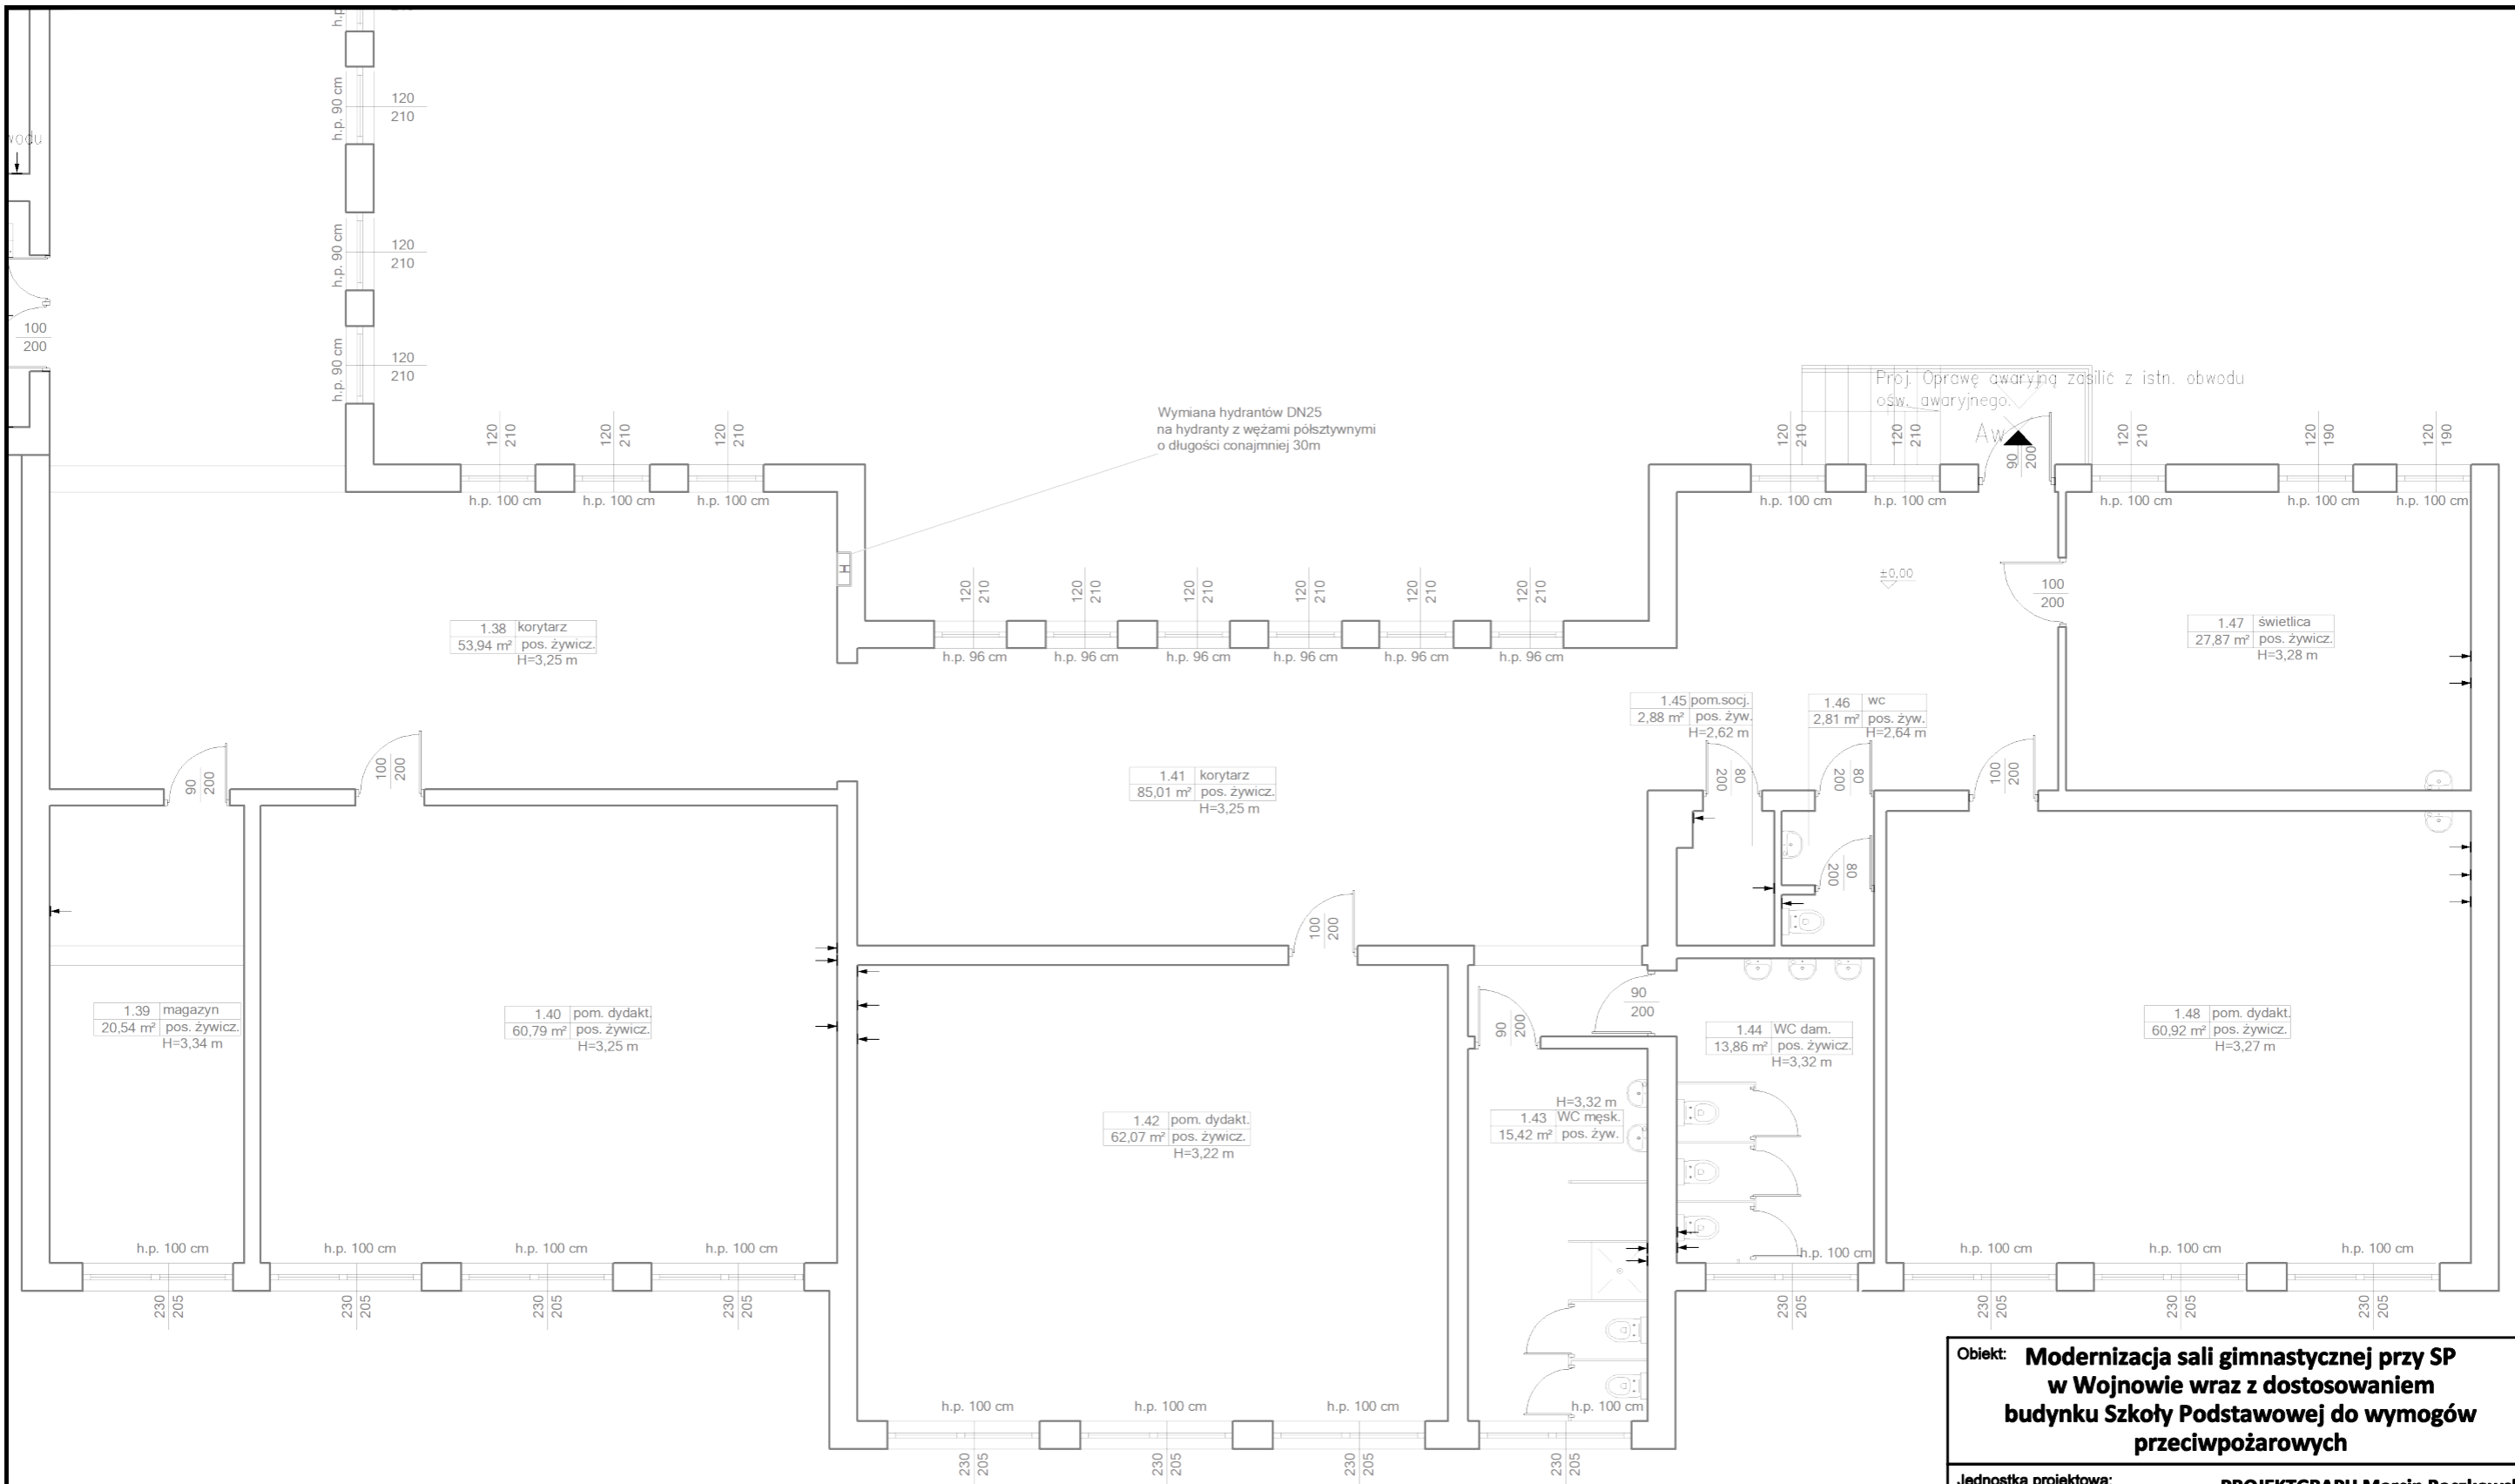 h.p. 90 cm
120
210
h.p. 90 cm
120
210
h.p. 90 cm
120
210
100
200
Wymiana hydrantów DN25
na hydranty z wężami półsztywnymi
o długości conajmniej 30m
Proj. Oprawę awaryjną zasilić z istn. obwodu
ośw. awaryjnego.
Aw
90
200
120
210
120
210
120
210
h.p. 100 cm
h.p. 100 cm
h.p. 100 cm
120
210
120
210
120
210
120
190
120
190
h.p. 100 cm
h.p. 100 cm
h.p. 100 cm
h.p. 100 cm
h.p. 100 cm
H
±0,00
100
200
120
210
120
210
120
210
120
210
120
210
120
210
h.p. 96 cm
h.p. 96 cm
h.p. 96 cm
h.p. 96 cm
h.p. 96 cm
h.p. 96 cm
1.38 korytarz
53,94 m² pos. żywicz.
H=3,25 m
1.47 świetlica
27,87 m² pos. żywicz.
H=3,28 m
1.45 pom.socj.
2,88 m² pos. żyw.
H=2,62 m
1.46 wc
2,81 m² pos. żyw.
H=2,64 m
1.41 korytarz
85,01 m² pos. żywicz.
H=3,25 m
90
200
100
200
80
200
80
200
100
200
80
200
100
200
90
200
90
200
1.39 magazyn
20,54 m² pos. żywicz.
H=3,34 m
1.40 pom. dydakt.
60,79 m² pos. żywicz.
H=3,25 m
1.44 WC dam.
13,86 m² pos. żywicz.
H=3,32 m
1.48 pom. dydakt.
60,92 m² pos. żywicz.
H=3,27 m
1.42 pom. dydakt.
62,07 m² pos. żywicz.
H=3,22 m
H=3,32 m
1.43 WC męsk.
15,42 m² pos. żyw.
h.p. 100 cm
h.p. 100 cm
h.p. 100 cm
h.p. 100 cm
h.p. 100 cm
h.p. 100 cm
h.p. 100 cm
h.p. 100 cm
230
205
230
205
230
205
230
205
230
205
230
205
230
205
230
205
h.p. 100 cm
h.p. 100 cm
h.p. 100 cm
h.p. 100 cm
230
205
230
205
230
205
230
205
Obiekt: Modernizacja sali gimnastycznej przy SP
w Wojnowie wraz z dostosowaniem
budynku Szkoły Podstawowej do wymogów
przeciwpożarowych
Jednostka projektowa: